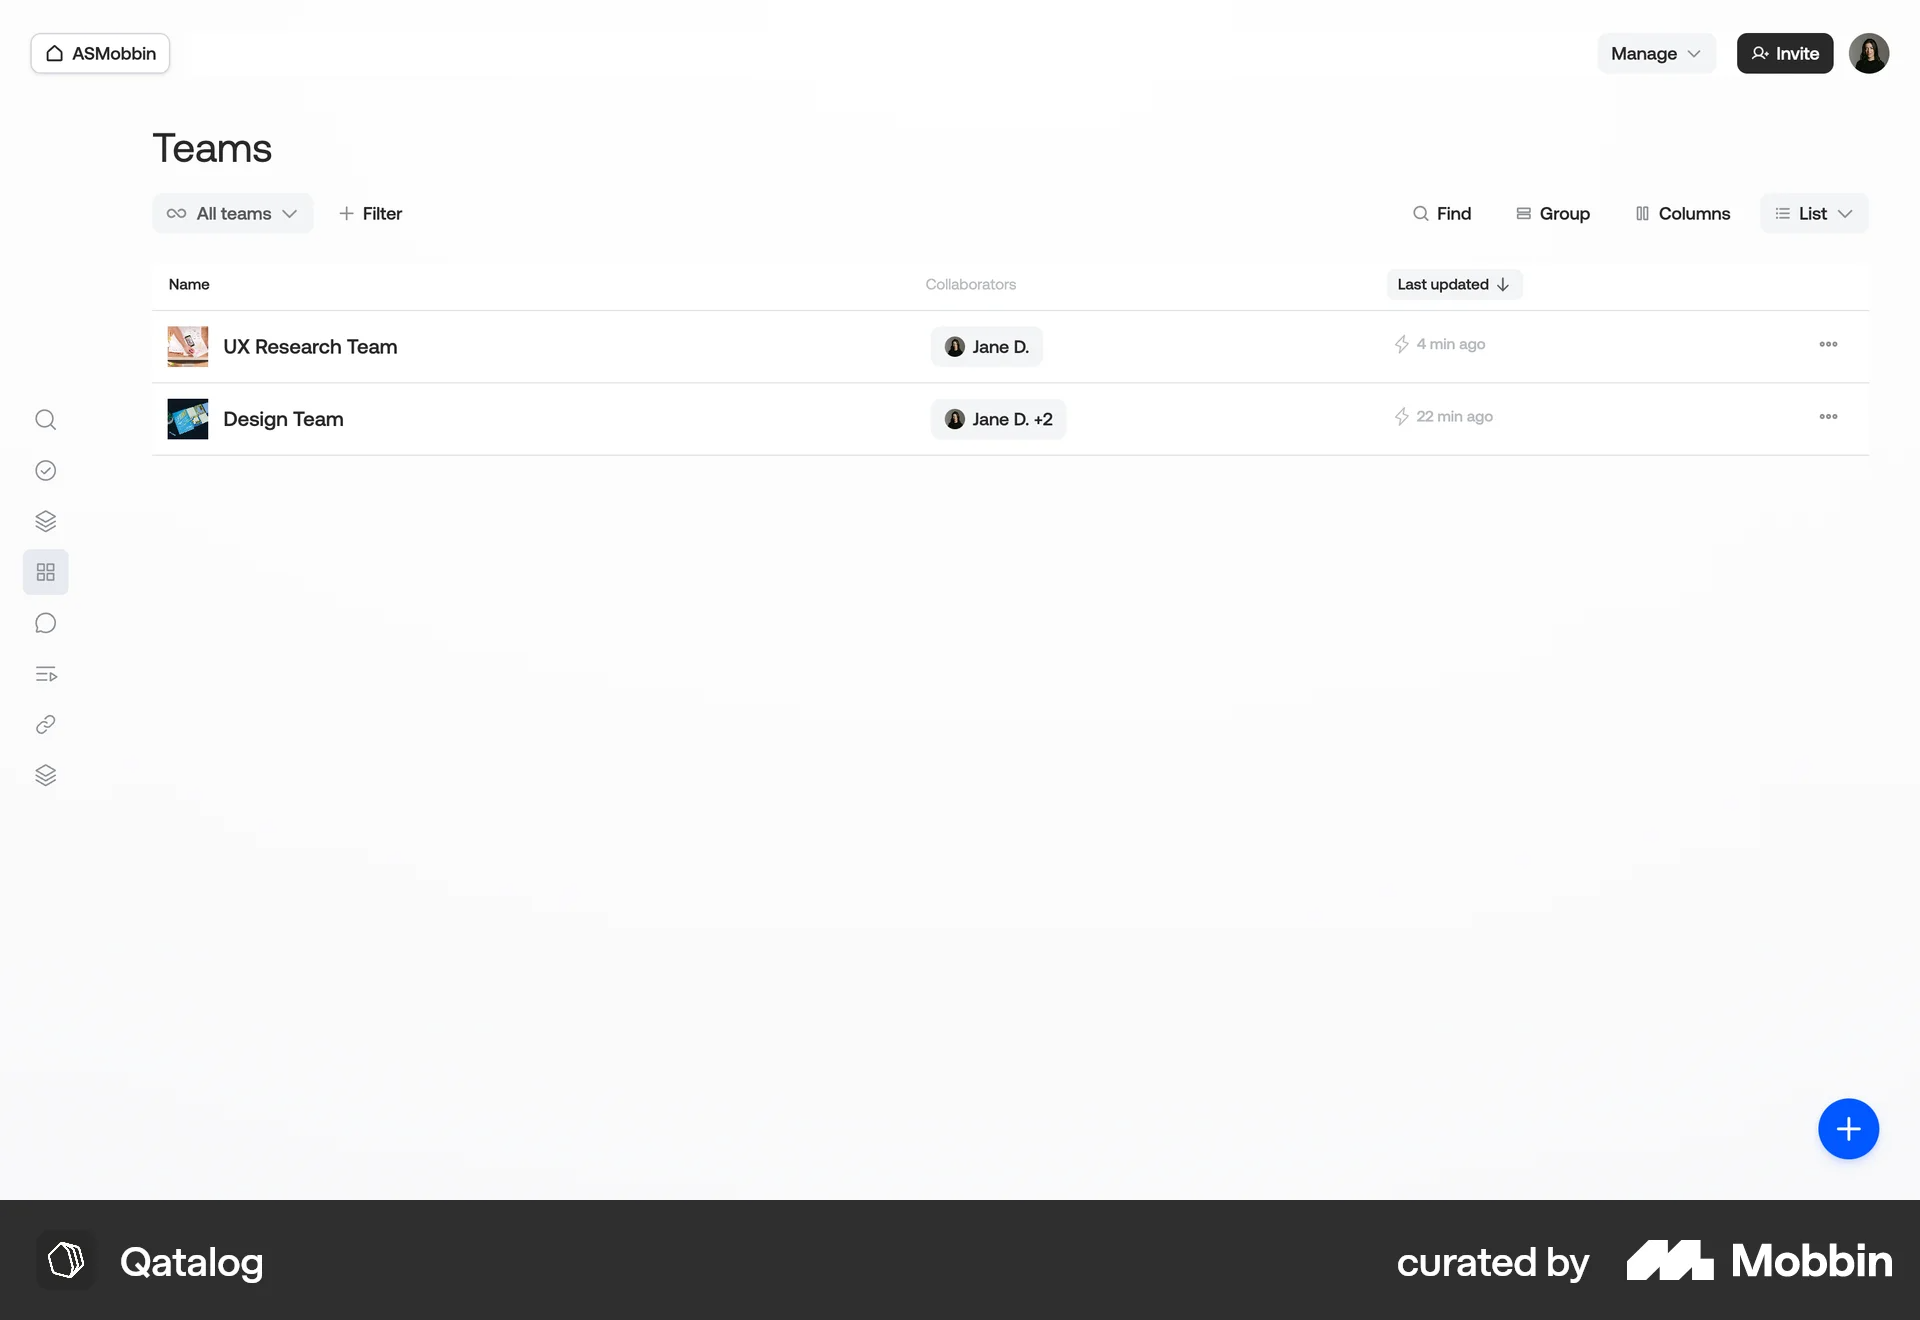 ASMobbin
Manage
Invite
Teams
All teams
Filter
Find
Group
Columns
List
Name
Collaborators
Last updated
UX Research Team
Jane D.
4 min ago
Design Team
Jane D. +2
22 min ago
Qatalog
curated by
Mobbin